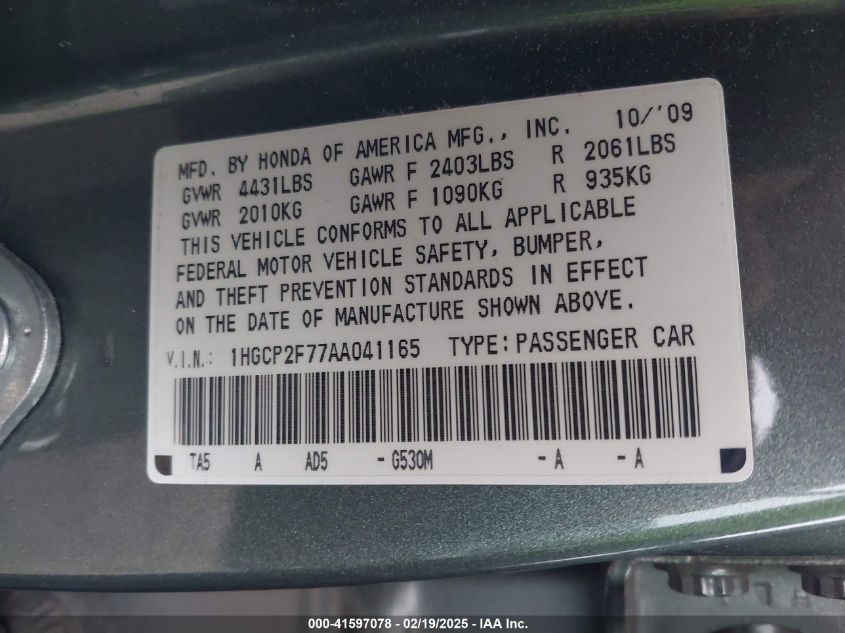 MFD. BY HONDA OF AMERICA MFG., INC. 10/'09
GVWR 4431LBS GAWR F 2403LBS R 2061LBS
GVWR 2010KG GAWR F 1090KG R 935KG
THIS VEHICLE CONFORMS TO ALL APPLICABLE
FEDERAL MOTOR VEHICLE SAFETY, BUMPER,
AND THEFT PREVENTION STANDARDS IN EFFECT
ON THE DATE OF MANUFACTURE SHOWN ABOVE.
V.I.N.: 1HGCP2F77AA041165 TYPE:PASSENGER CAR
TA5 A AD5 -G530M -A -A
000-41597078 - 02/19/2025 - IAA Inc.